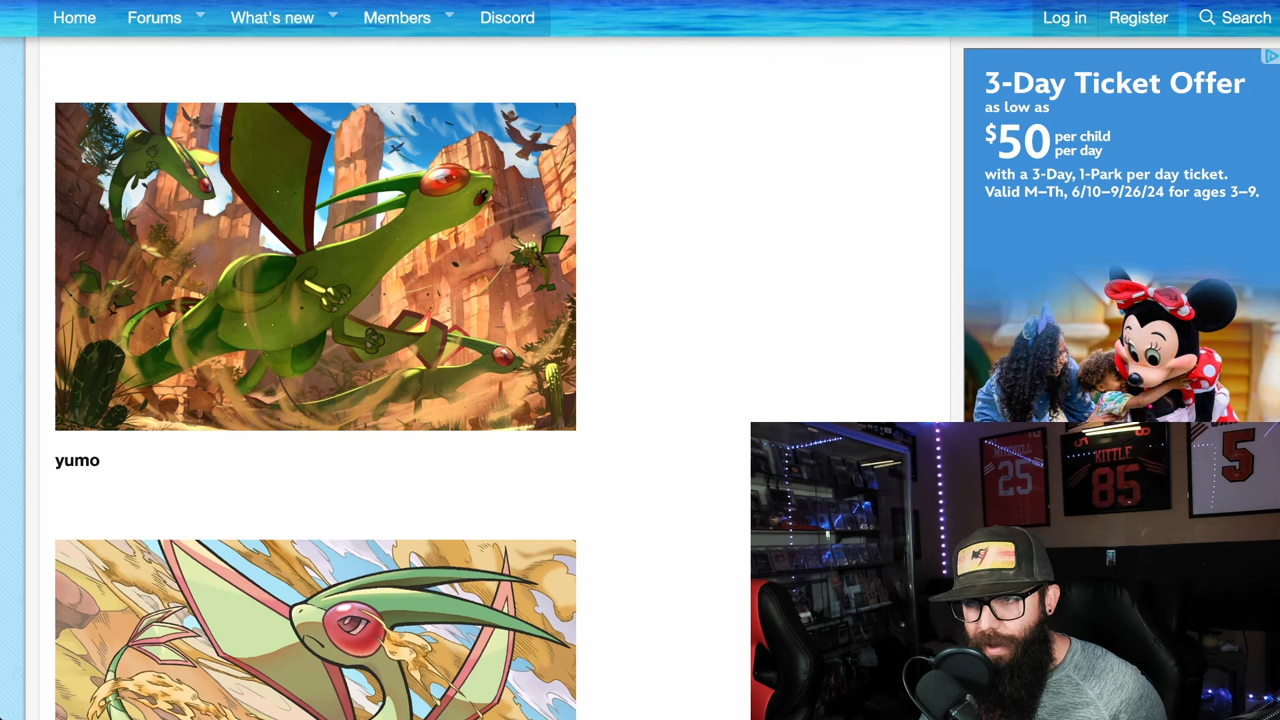 Home
Forums
What's new
Members
Discord
Log in
Register
Search
3-Day Ticket Offer
as low as
$50 per child
per day
with a 3-Day, 1-Park per day ticket.
Valid M–Th, 6/10–9/26/24 for ages 3–9.
yumo
25
KITTLE
85
5